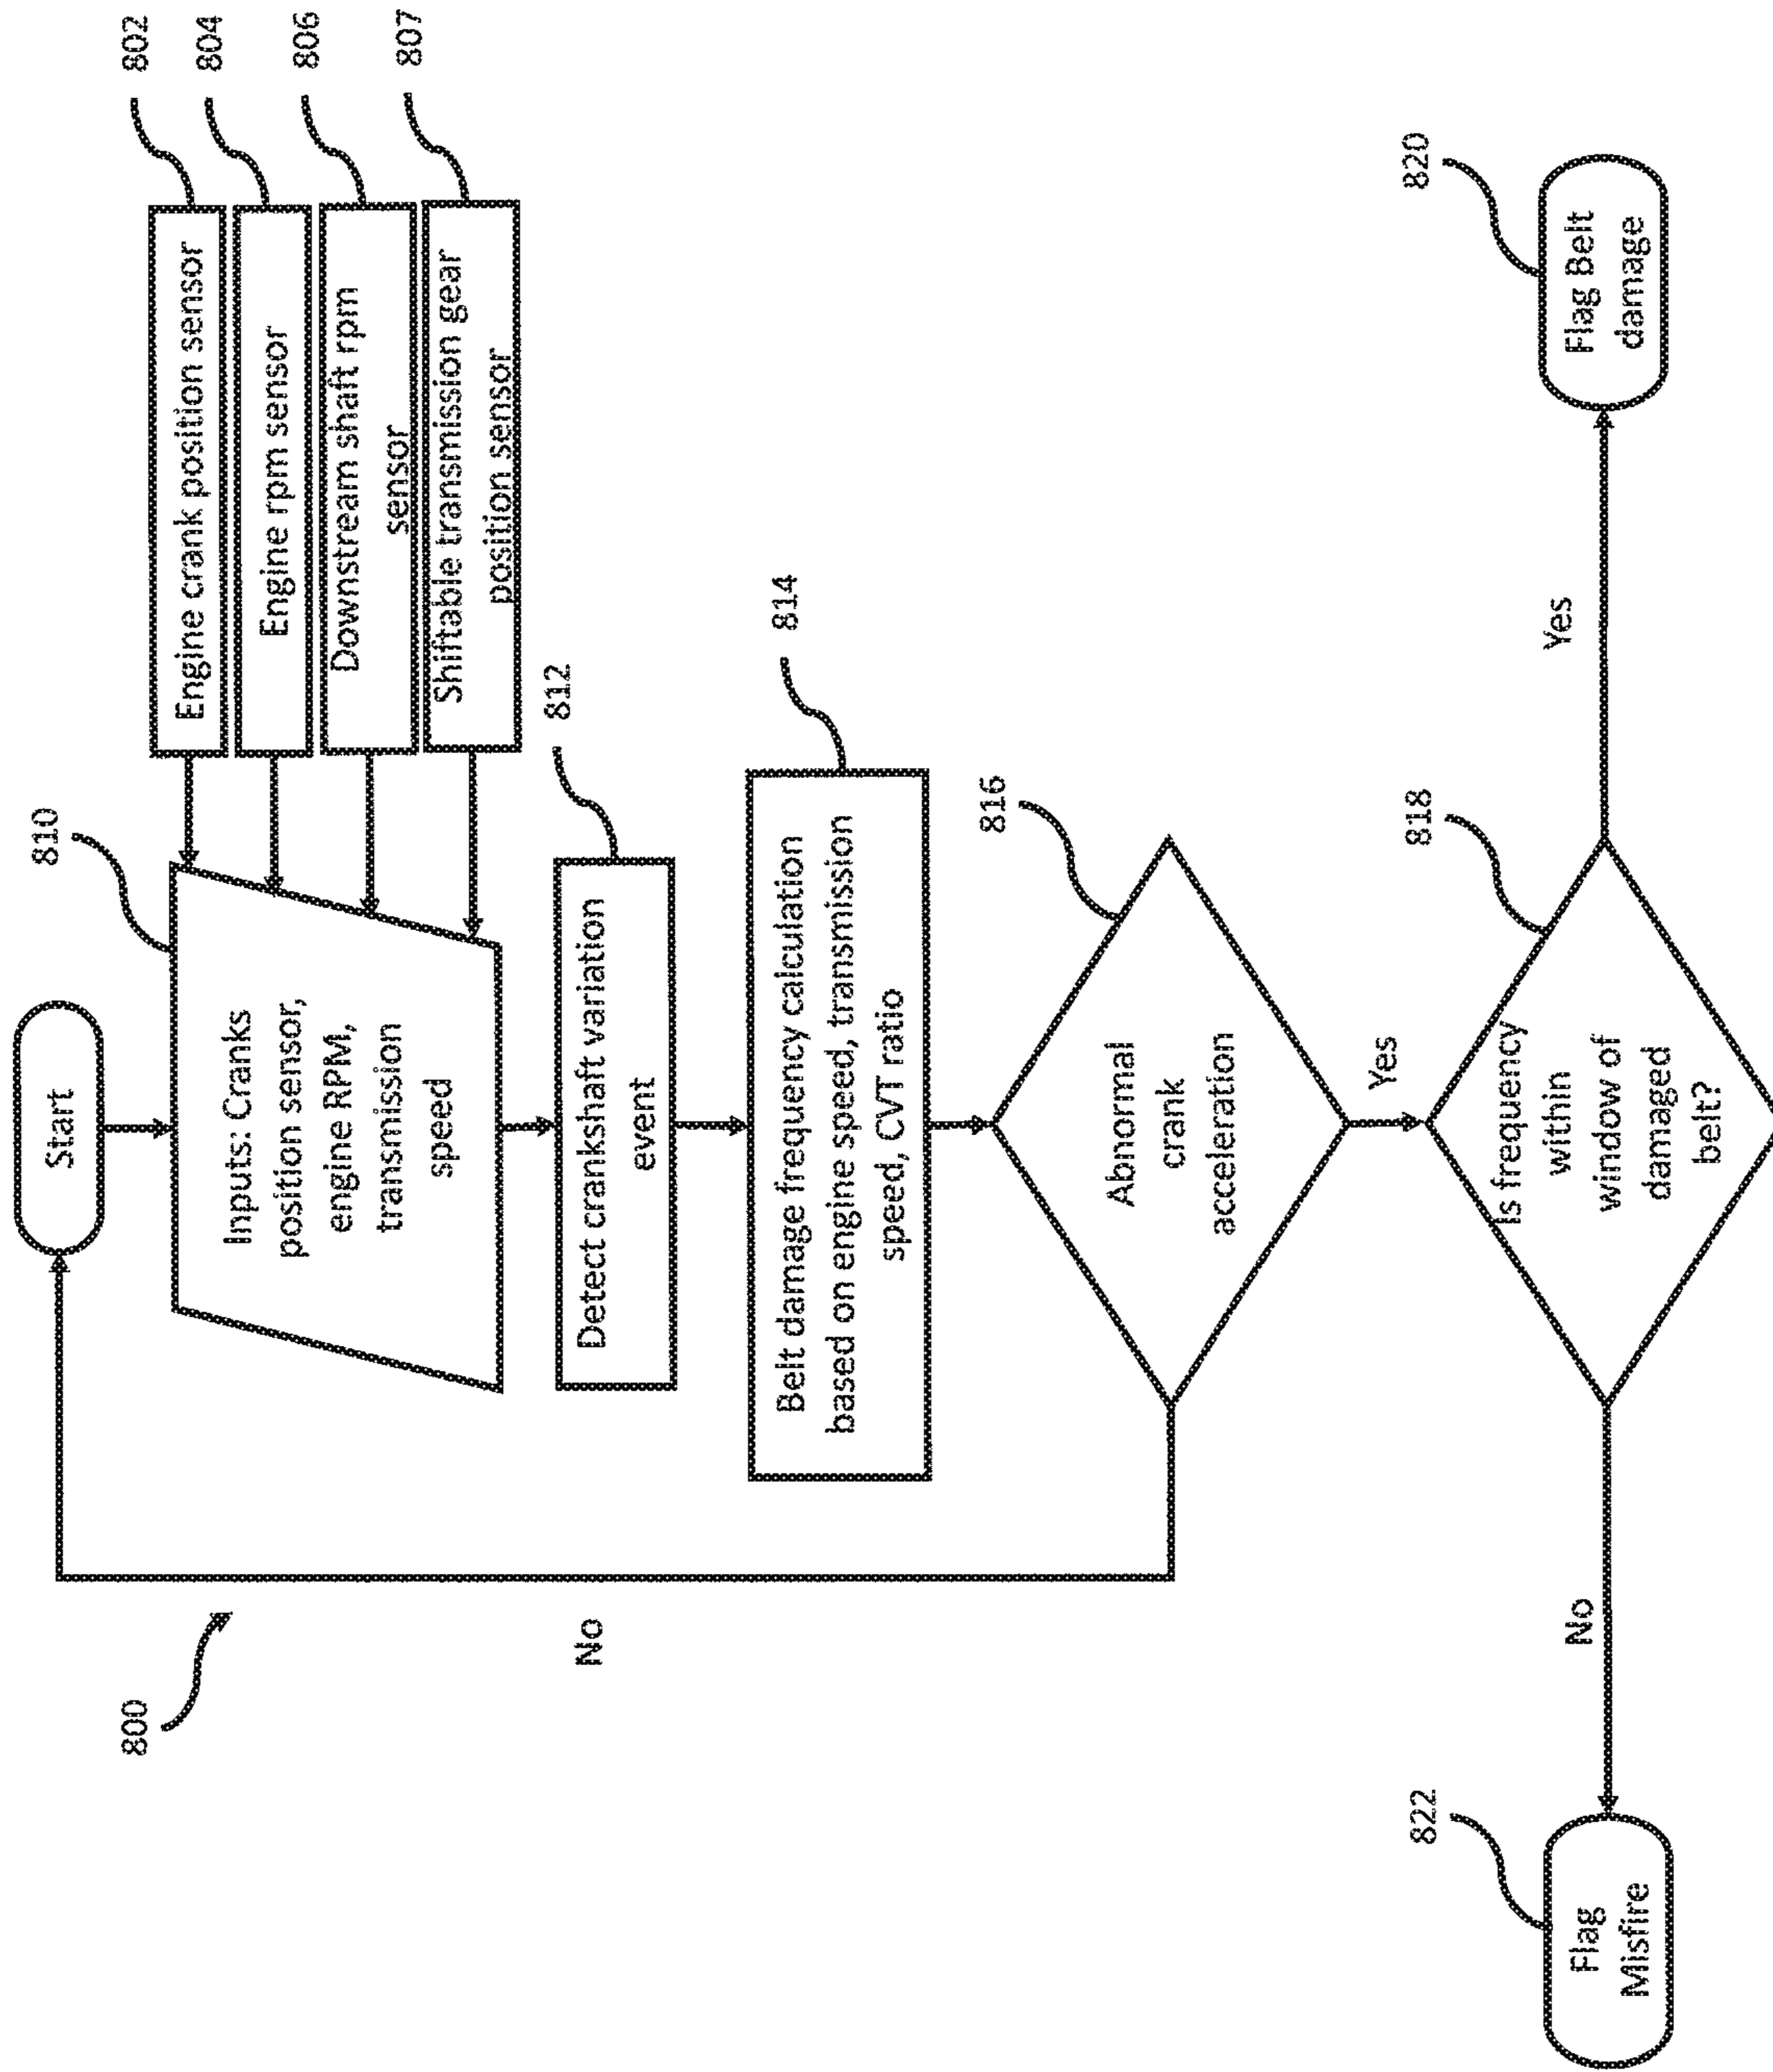 800
Start
810
Inputs: Cranks
position sensor,
engine RPM,
transmission
speed
Engine crank position sensor
802
Engine rpm sensor
804
Downstream shaft rpm
sensor
806
Shiftable transmission gear
position sensor
807
Detect crankshaft variation
event
812
Belt damage frequency calculation
based on engine speed, transmission
speed, CVT ratio
814
Abnormal
crank
acceleration
816
No
Yes
Is frequency
within
window of
damaged
belt?
818
No
Yes
Flag
Misfire
822
Flag Belt
damage
820